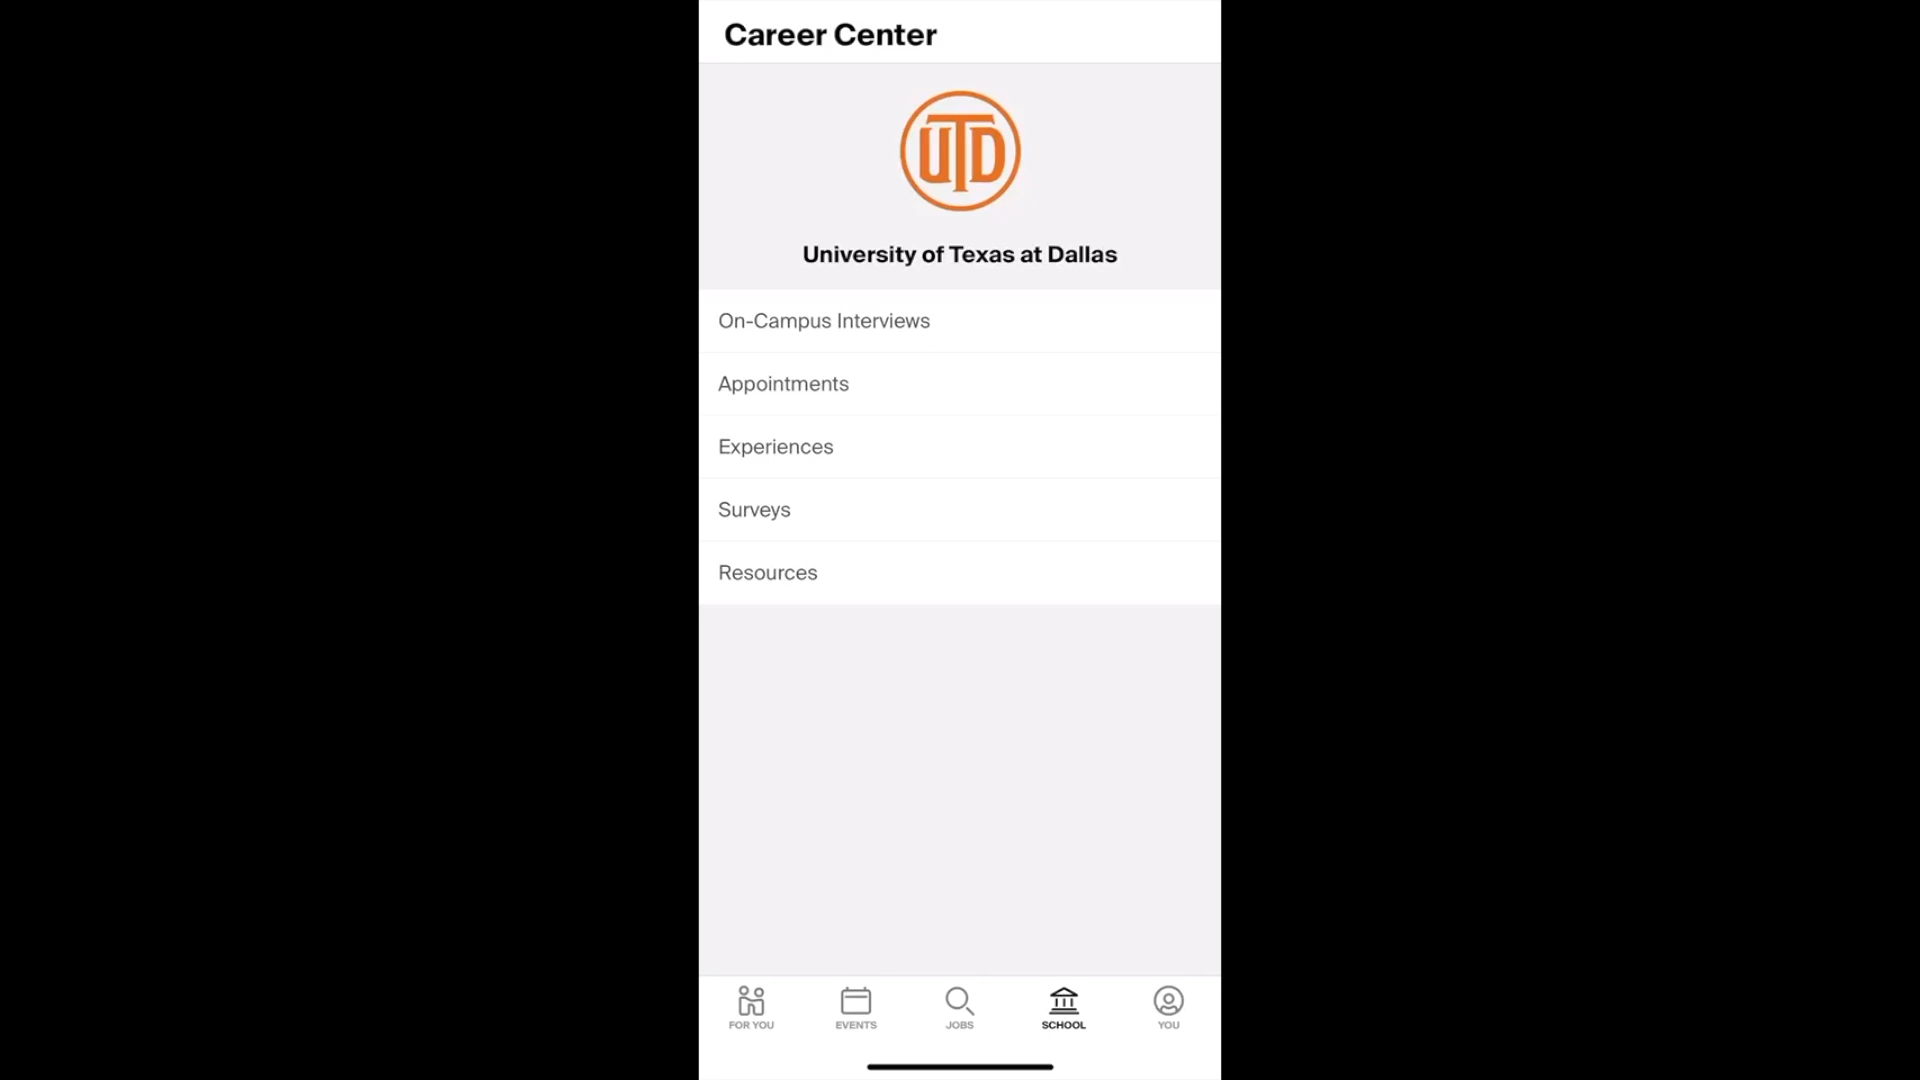 Career Center
UTD
University of Texas at Dallas
On-Campus Interviews
Appointments
Experiences
Surveys
Resources
FOR YOU
EVENTS
JOBS
SCHOOL
YOU